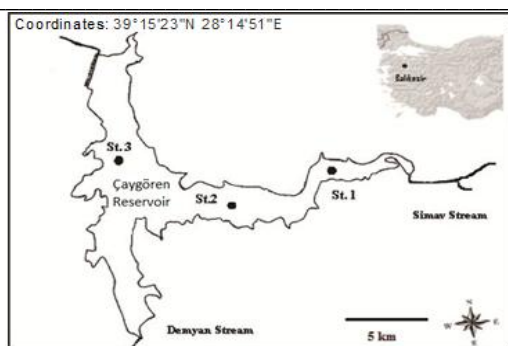 Coordinates: 39°15'23"N 28°14'51"E
Balikesir
St.3
Çaygören
Reservoir
St.2
St. 1
Simav Stream
Demyan Stream
5 km
N
W E
S